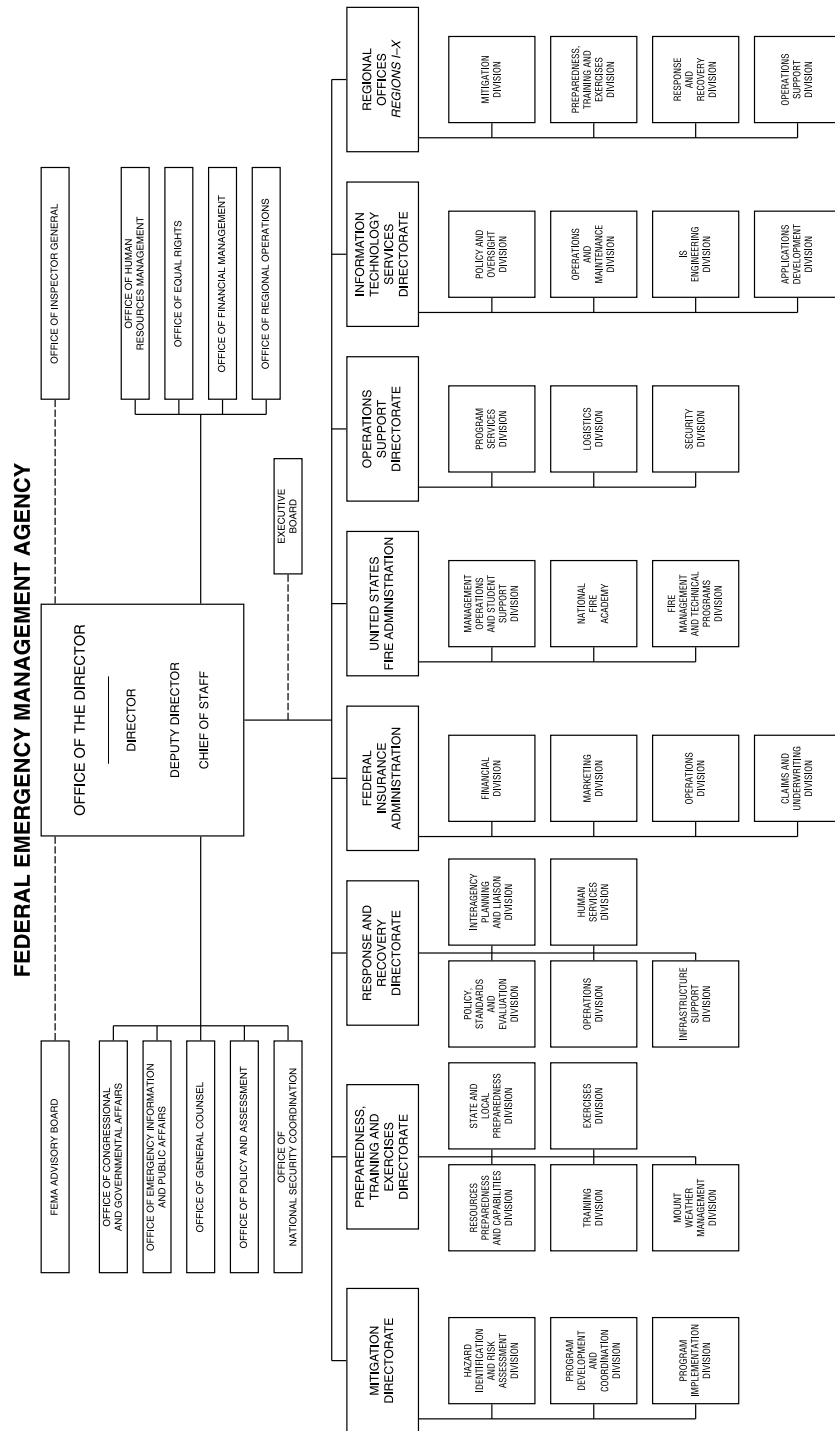 FEDERAL EMERGENCY MANAGEMENT AGENCY
OFFICE OF THE DIRECTOR
DIRECTOR
DEPUTY DIRECTOR
CHIEF OF STAFF
FEMA ADVISORY BOARD
OFFICE OF INSPECTOR GENERAL
OFFICE OF CONGRESSIONAL
AND GOVERNMENTAL AFFAIRS
OFFICE OF EMERGENCY INFORMATION
AND PUBLIC AFFAIRS
OFFICE OF GENERAL COUNSEL
OFFICE OF POLICY AND ASSESSMENT
OFFICE OF
NATIONAL SECURITY COORDINATION
OFFICE OF HUMAN
RESOURCES MANAGEMENT
OFFICE OF EQUAL RIGHTS
OFFICE OF FINANCIAL MANAGEMENT
OFFICE OF REGIONAL OPERATIONS
EXECUTIVE
BOARD
MITIGATION
DIRECTORATE
HAZARD
IDENTIFICATION
AND RISK
ASSESSMENT
DIVISION
PROGRAM
DEVELOPMENT
AND
COORDINATION
DIVISION
PROGRAM
IMPLEMENTATION
DIVISION
PREPAREDNESS,
TRAINING AND
EXERCISES
DIRECTORATE
RESOURCES
PREPAREDNESS
AND CAPABILITIES
DIVISION
STATE AND
LOCAL
PREPAREDNESS
DIVISION
TRAINING
DIVISION
EXERCISES
DIVISION
MOUNT
WEATHER
MANAGEMENT
DIVISION
RESPONSE AND
RECOVERY
DIRECTORATE
POLICY,
STANDARDS
AND
EVALUATION
DIVISION
INTERAGENCY
PLANNING
AND LIAISON
DIVISION
OPERATIONS
DIVISION
HUMAN
SERVICES
DIVISION
INFRASTRUCTURE
SUPPORT
DIVISION
FEDERAL
INSURANCE
ADMINISTRATION
FINANCIAL
DIVISION
MARKETING
DIVISION
OPERATIONS
DIVISION
CLAIMS AND
UNDERWRITING
DIVISION
UNITED STATES
FIRE ADMINISTRATION
MANAGEMENT
OPERATIONS
AND STUDENT
SUPPORT
DIVISION
NATIONAL
FIRE
ACADEMY
FIRE
MANAGEMENT
AND TECHNICAL
PROGRAMS
DIVISION
OPERATIONS
SUPPORT
DIRECTORATE
PROGRAM
SERVICES
DIVISION
LOGISTICS
DIVISION
SECURITY
DIVISION
INFORMATION
TECHNOLOGY
SERVICES
DIRECTORATE
POLICY AND
OVERSIGHT
DIVISION
OPERATIONS
AND
MAINTENANCE
DIVISION
IS
ENGINEERING
DIVISION
APPLICATIONS
DEVELOPMENT
DIVISION
REGIONAL
OFFICES
REGIONS I–X
MITIGATION
DIVISION
PREPAREDNESS,
TRAINING AND
EXERCISES
DIVISION
RESPONSE
AND
RECOVERY
DIVISION
OPERATIONS
SUPPORT
DIVISION